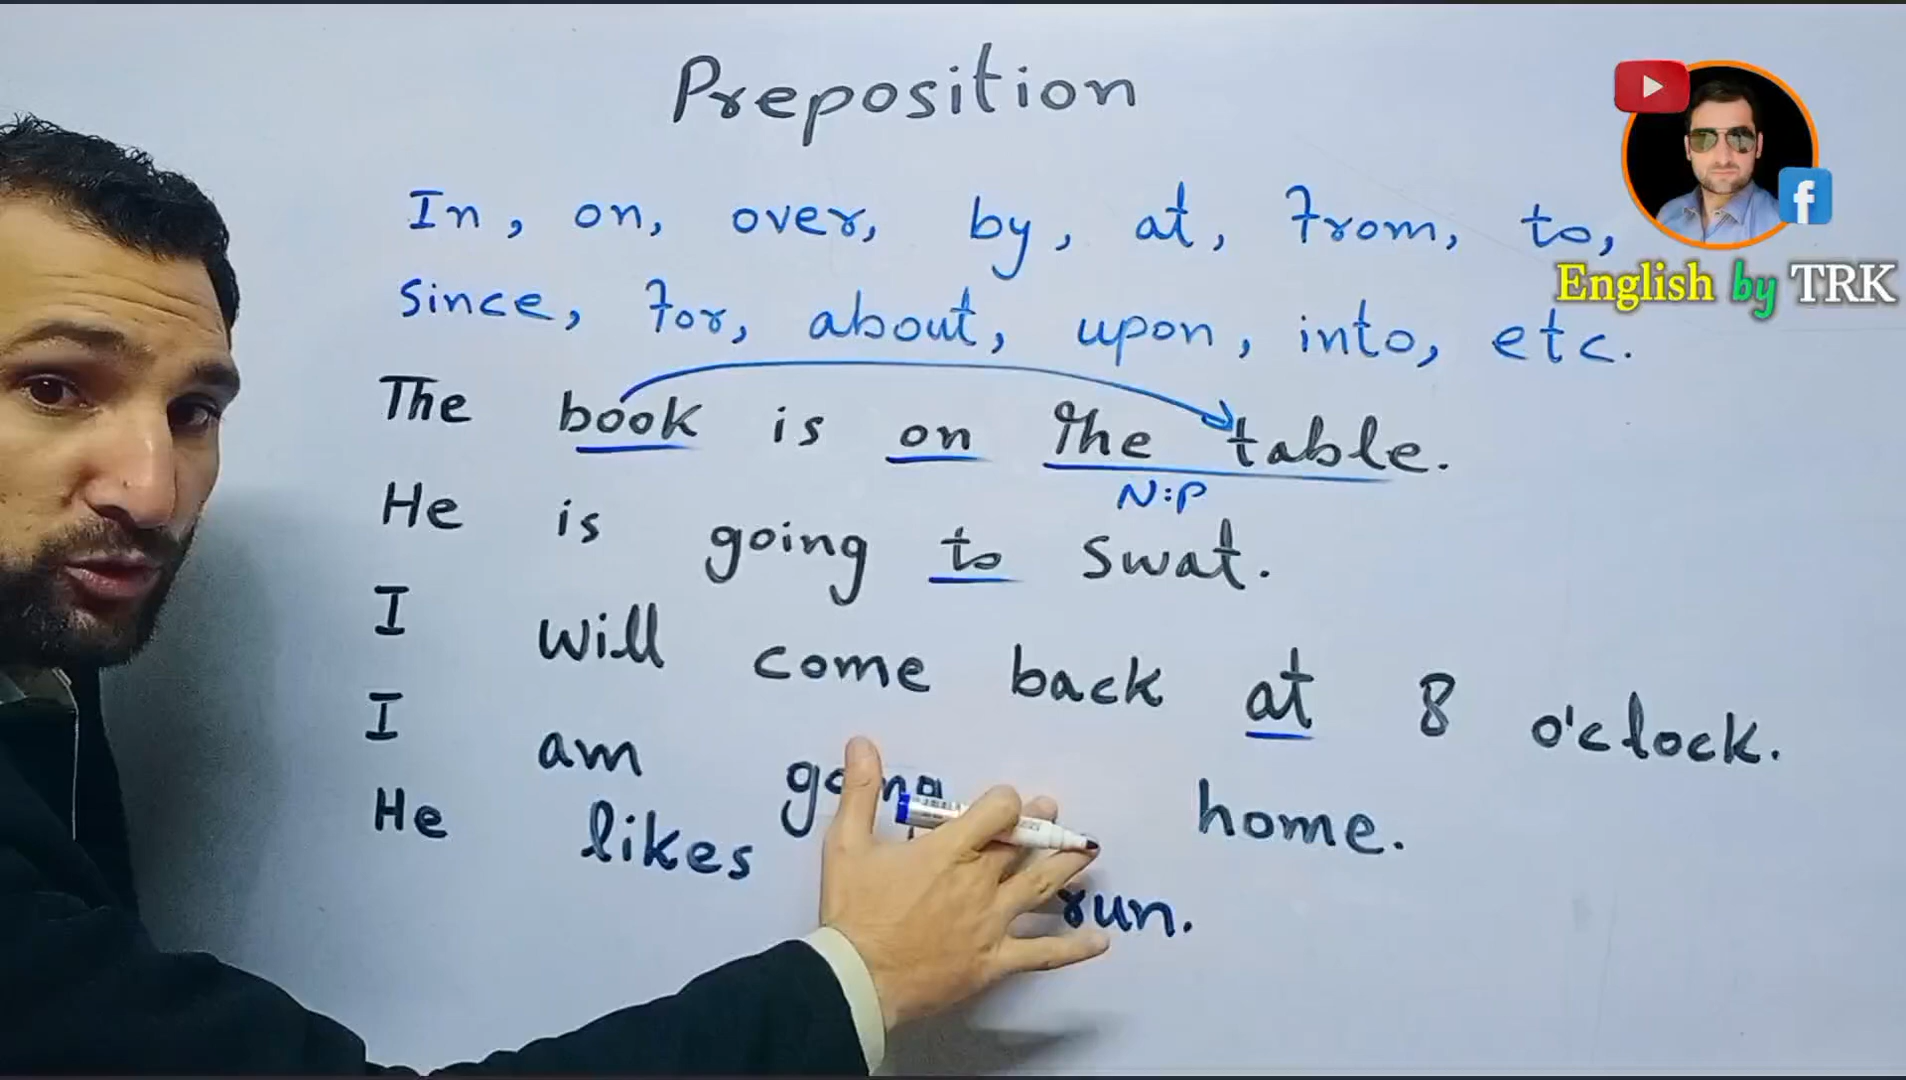 Preposition
In, on, over, by, at, from, to,
since, for, about, upon, into, etc.
The book is on the table.
N:P
He is going to swat.
I will come back at 8 o'clock.
I am going home.
He likes run.
English by TRK